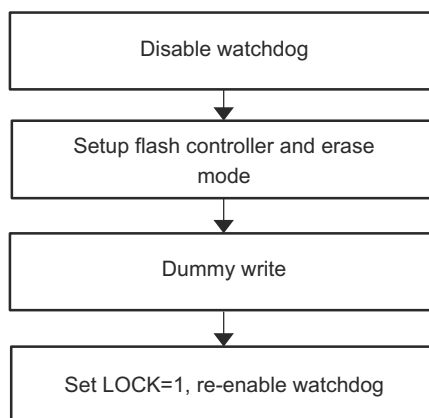 Disable watchdog
Setup flash controller and erase
mode
Dummy write
Set LOCK=1, re-enable watchdog